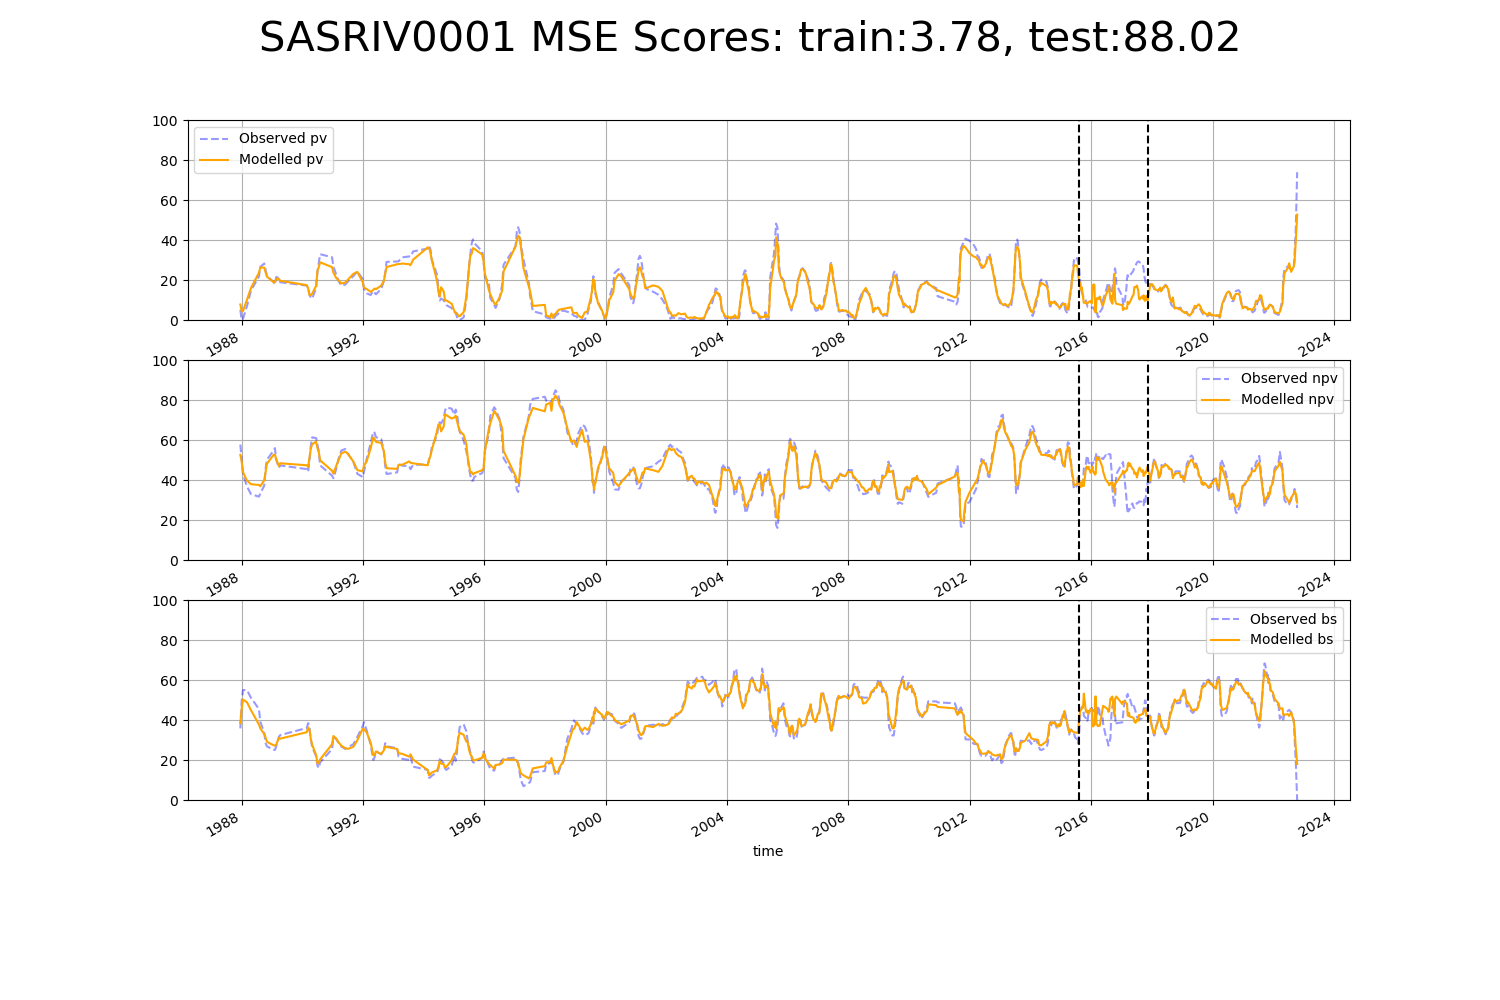 SASRIV0001 MSE Scores: train:3.78, test:88.02
100
80
60
40
20
0
Observed pv
Modelled pv
1988 1992 1996 2000 2004 2008 2012 2016 2020 2024
100
80
60
40
20
0
Observed npv
Modelled npv
1988 1992 1996 2000 2004 2008 2012 2016 2020 2024
100
80
60
40
20
0
Observed bs
Modelled bs
1988 1992 1996 2000 2004 2008 2012 2016 2020 2024
time